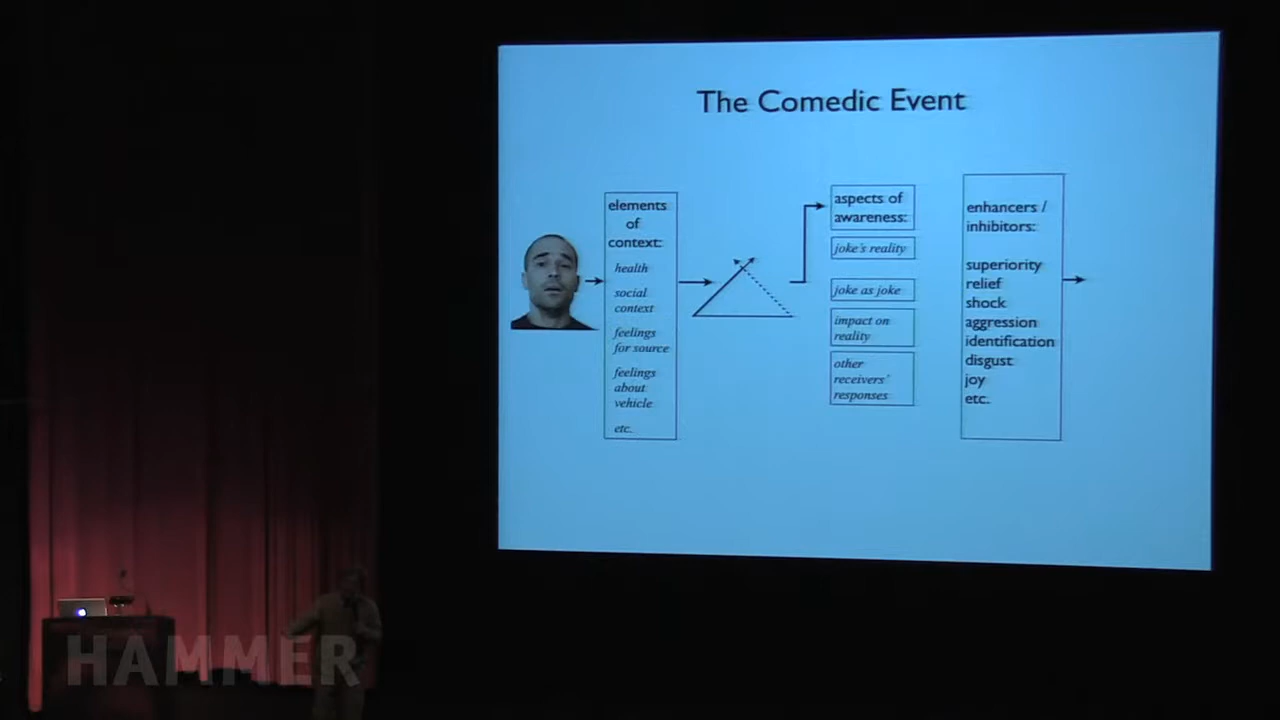 The Comedic Event
elements
of
context:
health
social
context
feelings
for source
feelings
about
vehicle
etc.
aspects of
awareness:
joke's reality
joke as joke
impact on
reality
other
receivers'
responses
enhancers /
inhibitors:
superiority
relief
shock
aggression
identification
disgust
joy
etc.
HAMMER